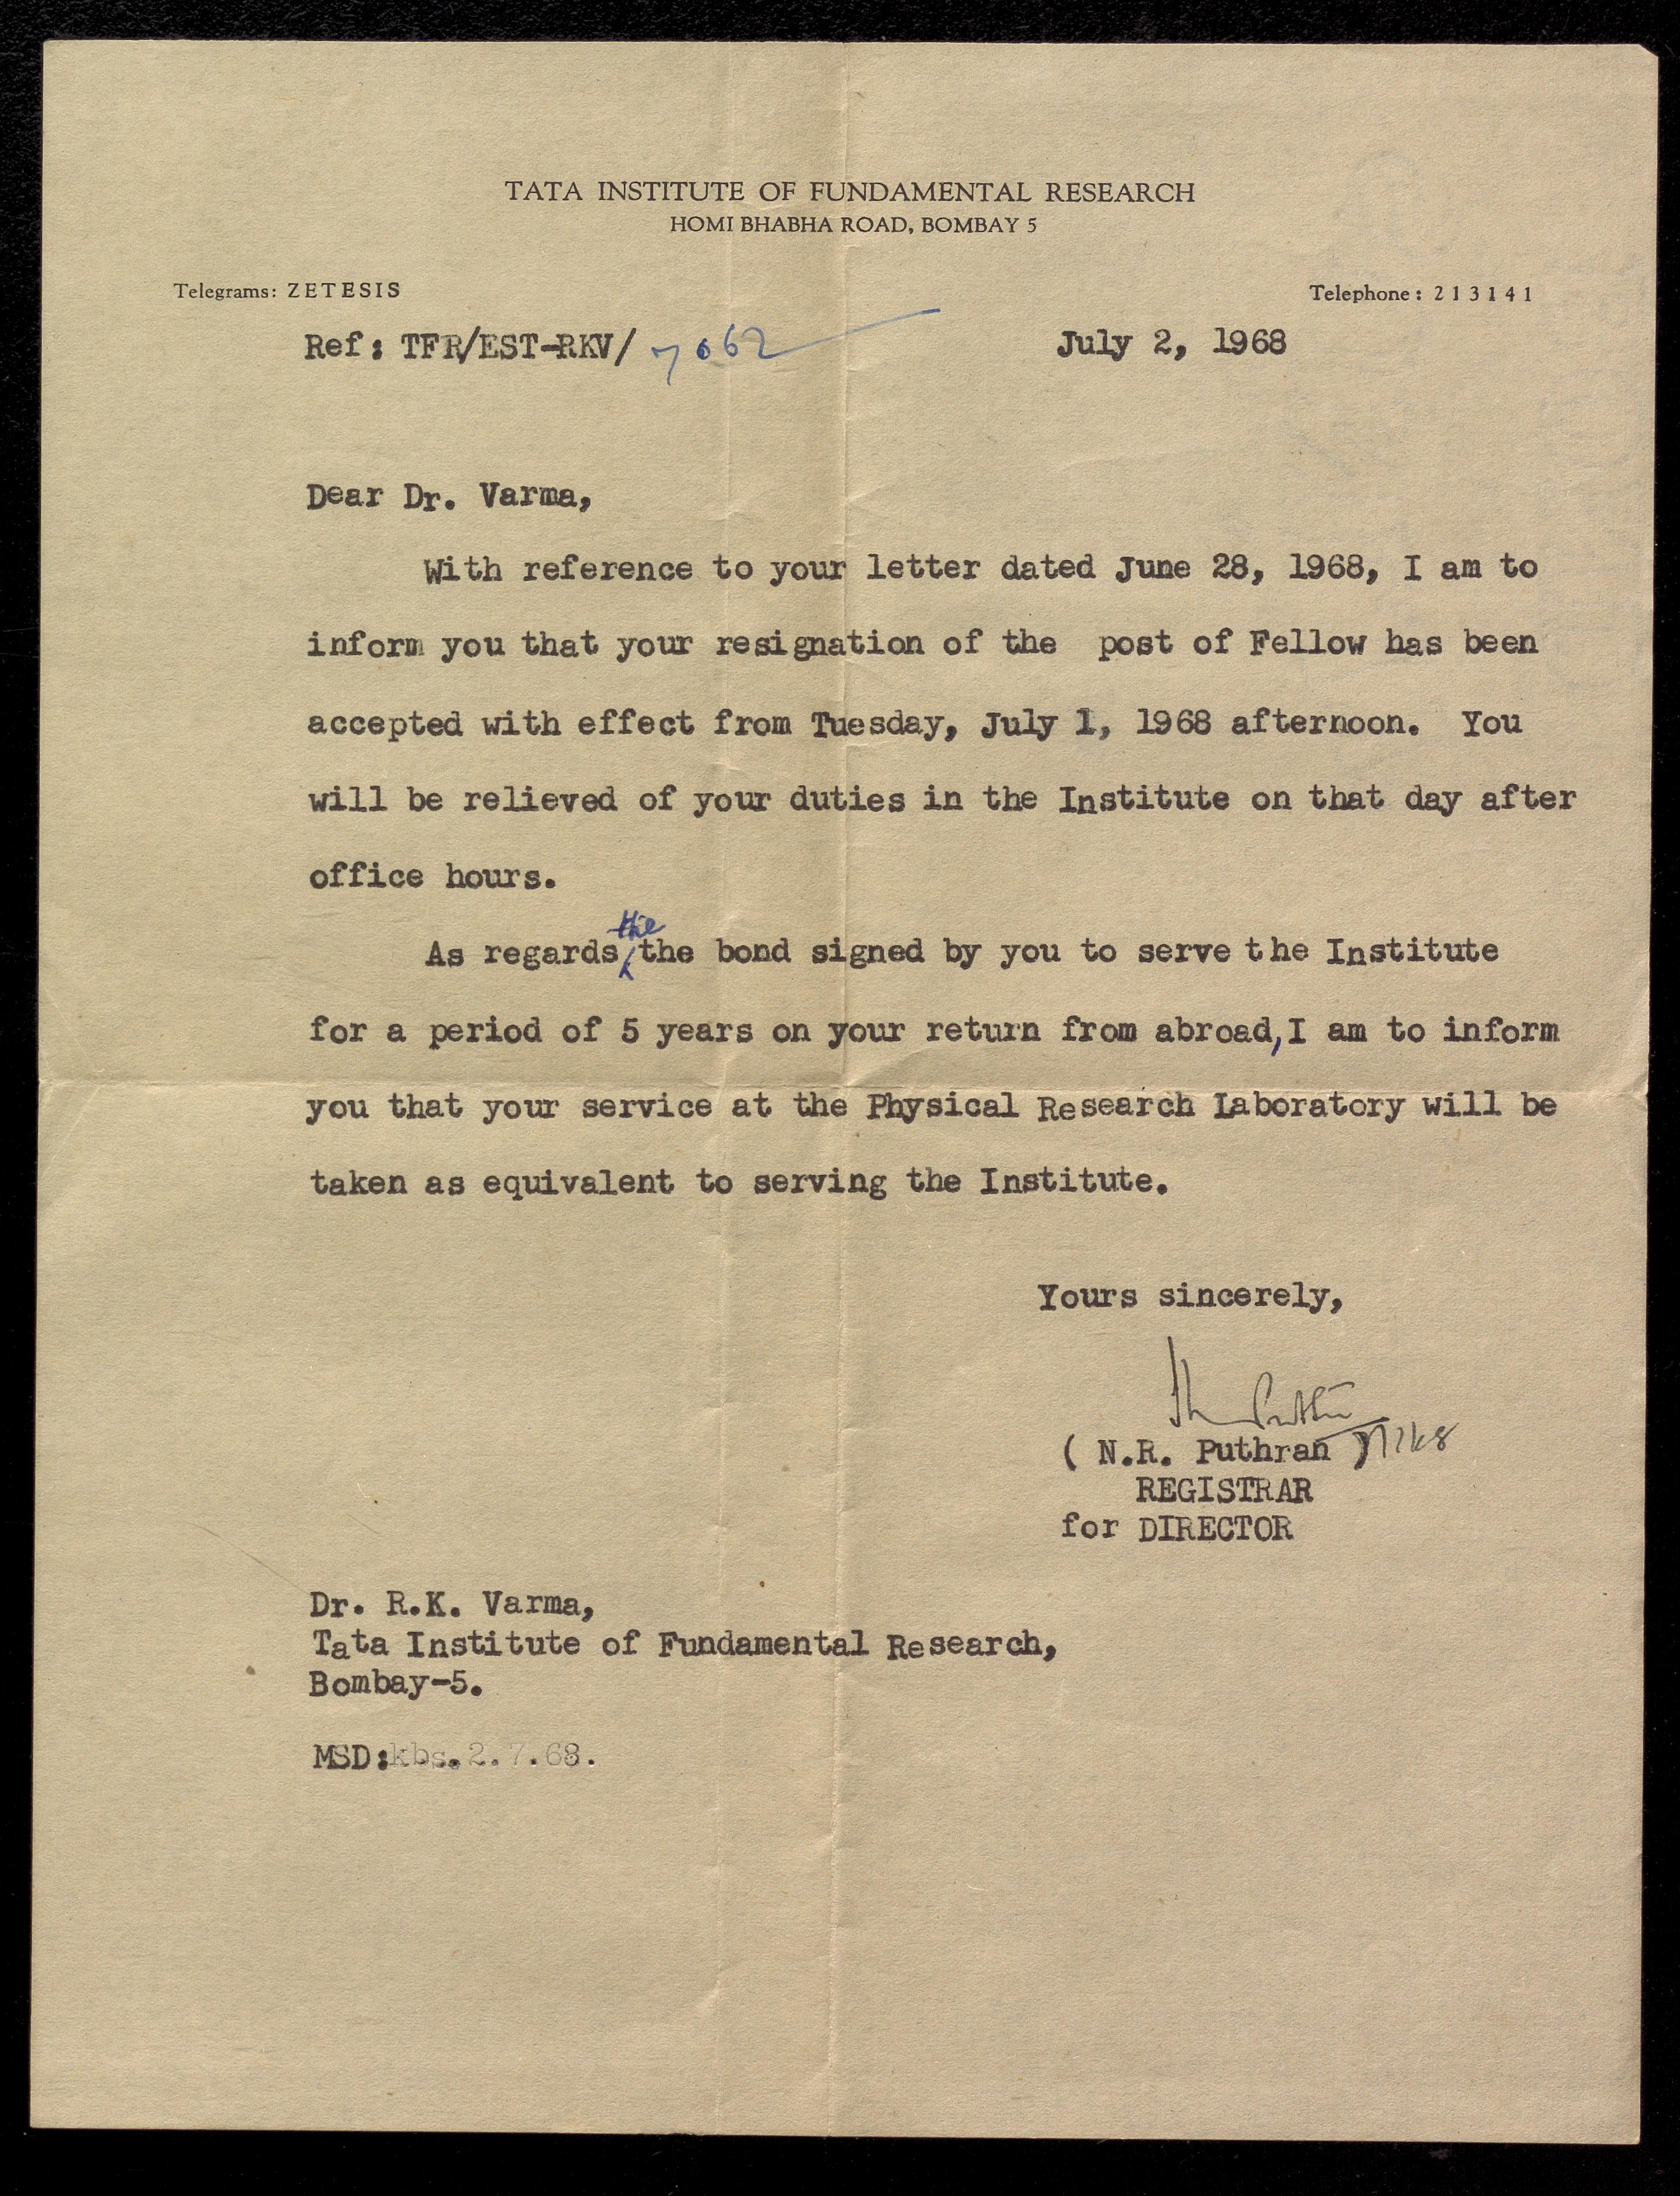 TATA INSTITUTE OF FUNDAMENTAL RESEARCH
HOMI BHABHA ROAD, BOMBAY 5
Telegrams: ZETESIS
Telephone: 213141
Ref: TFR/EST-RKV/ 7062
July 2, 1968
Dear Dr. Varma,
With reference to your letter dated June 28, 1968, I am to
inform you that your resignation of the post of Fellow has been
accepted with effect from Tuesday, July 1, 1968 afternoon. You
will be relieved of your duties in the Institute on that day after
office hours.
the
As regards the bond signed by you to serve the Institute
for a period of 5 years on your return from abroad, I am to inform
you that your service at the Physical Research Laboratory will be
taken as equivalent to serving the Institute.
Yours sincerely,
( N.R. Puthran )
REGISTRAR
for DIRECTOR
Dr. R.K. Varma,
Tata Institute of Fundamental Research,
Bombay-5.
MSD:kbs.2.7.68.